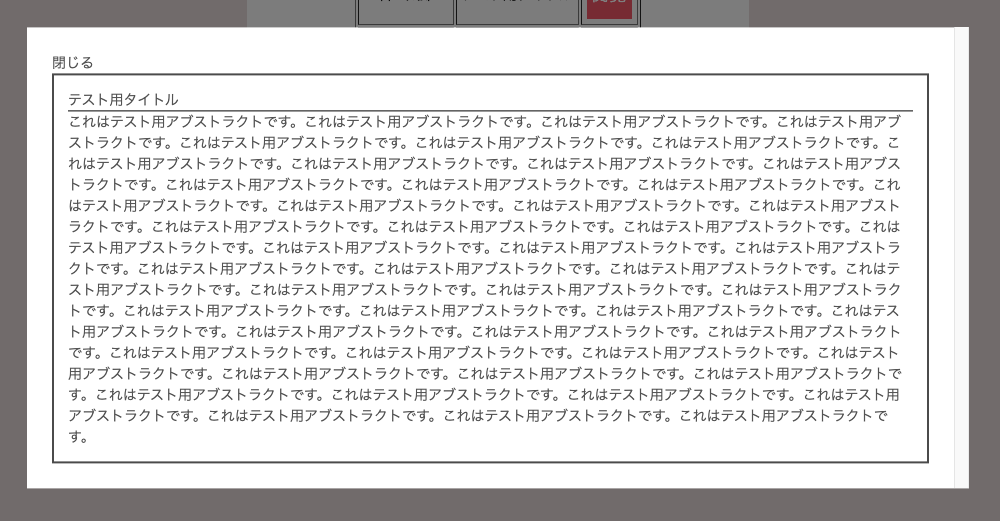 閉じる
テスト用タイトル
これはテスト用アブストラクトです。これはテスト用アブストラクトです。これはテスト用アブストラクトです。これはテスト用アブ
ストラクトです。これはテスト用アブストラクトです。これはテスト用アブストラクトです。これはテスト用アブストラクトです。こ
れはテスト用アブストラクトです。これはテスト用アブストラクトです。これはテスト用アブストラクトです。これはテスト用アブス
トラクトです。これはテスト用アブストラクトです。これはテスト用アブストラクトです。これはテスト用アブストラクトです。これ
はテスト用アブストラクトです。これはテスト用アブストラクトです。これはテスト用アブストラクトです。これはテスト用アブスト
ラクトです。これはテスト用アブストラクトです。これはテスト用アブストラクトです。これはテスト用アブストラクトです。これは
テスト用アブストラクトです。これはテスト用アブストラクトです。これはテスト用アブストラクトです。これはテスト用アブストラ
クトです。これはテスト用アブストラクトです。これはテスト用アブストラクトです。これはテスト用アブストラクトです。これはテ
スト用アブストラクトです。これはテスト用アブストラクトです。これはテスト用アブストラクトです。これはテスト用アブストラク
トです。これはテスト用アブストラクトです。これはテスト用アブストラクトです。これはテスト用アブストラクトです。これはテス
ト用アブストラクトです。これはテスト用アブストラクトです。これはテスト用アブストラクトです。これはテスト用アブストラクト
です。これはテスト用アブストラクトです。これはテスト用アブストラクトです。これはテスト用アブストラクトです。これはテスト
用アブストラクトです。これはテスト用アブストラクトです。これはテスト用アブストラクトです。これはテスト用アブストラクトで
す。これはテスト用アブストラクトです。これはテスト用アブストラクトです。これはテスト用アブストラクトです。これはテスト用
アブストラクトです。これはテスト用アブストラクトです。これはテスト用アブストラクトです。これはテスト用アブストラクトで
す。